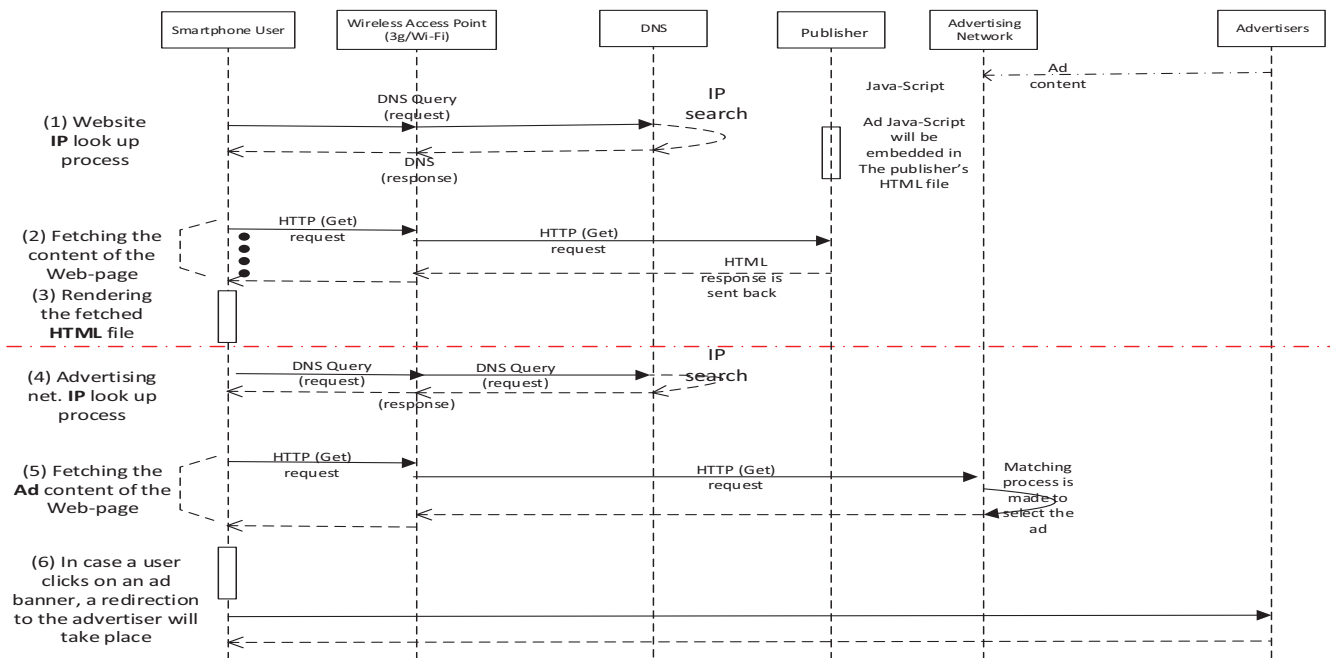 Smartphone User
Wireless Access Point
(3g/Wi-Fi)
DNS
Publisher
Advertising
Network
Advertisers
Ad
content
Java-Script
IP
search
DNS Query
(request)
(1) Website
IP look up
process
Ad Java-Script
will be
embedded in
The publisher's
HTML file
DNS
(response)
HTTP (Get)
request
(2) Fetching the
content of the
Web-page
HTTP (Get)
request
HTML
response is
sent back
(3) Rendering
the fetched
HTML file
IP
search
(4) Advertising
net. IP look up
process
DNS Query
(request)
DNS Query
(request)
(response)
HTTP (Get)
request
(5) Fetching the
Ad content of the
Web-page
HTTP (Get)
request
Matching
process is
made to
select the
ad
(6) In case a user
clicks on an ad
banner, a redirection
to the advertiser will
take place